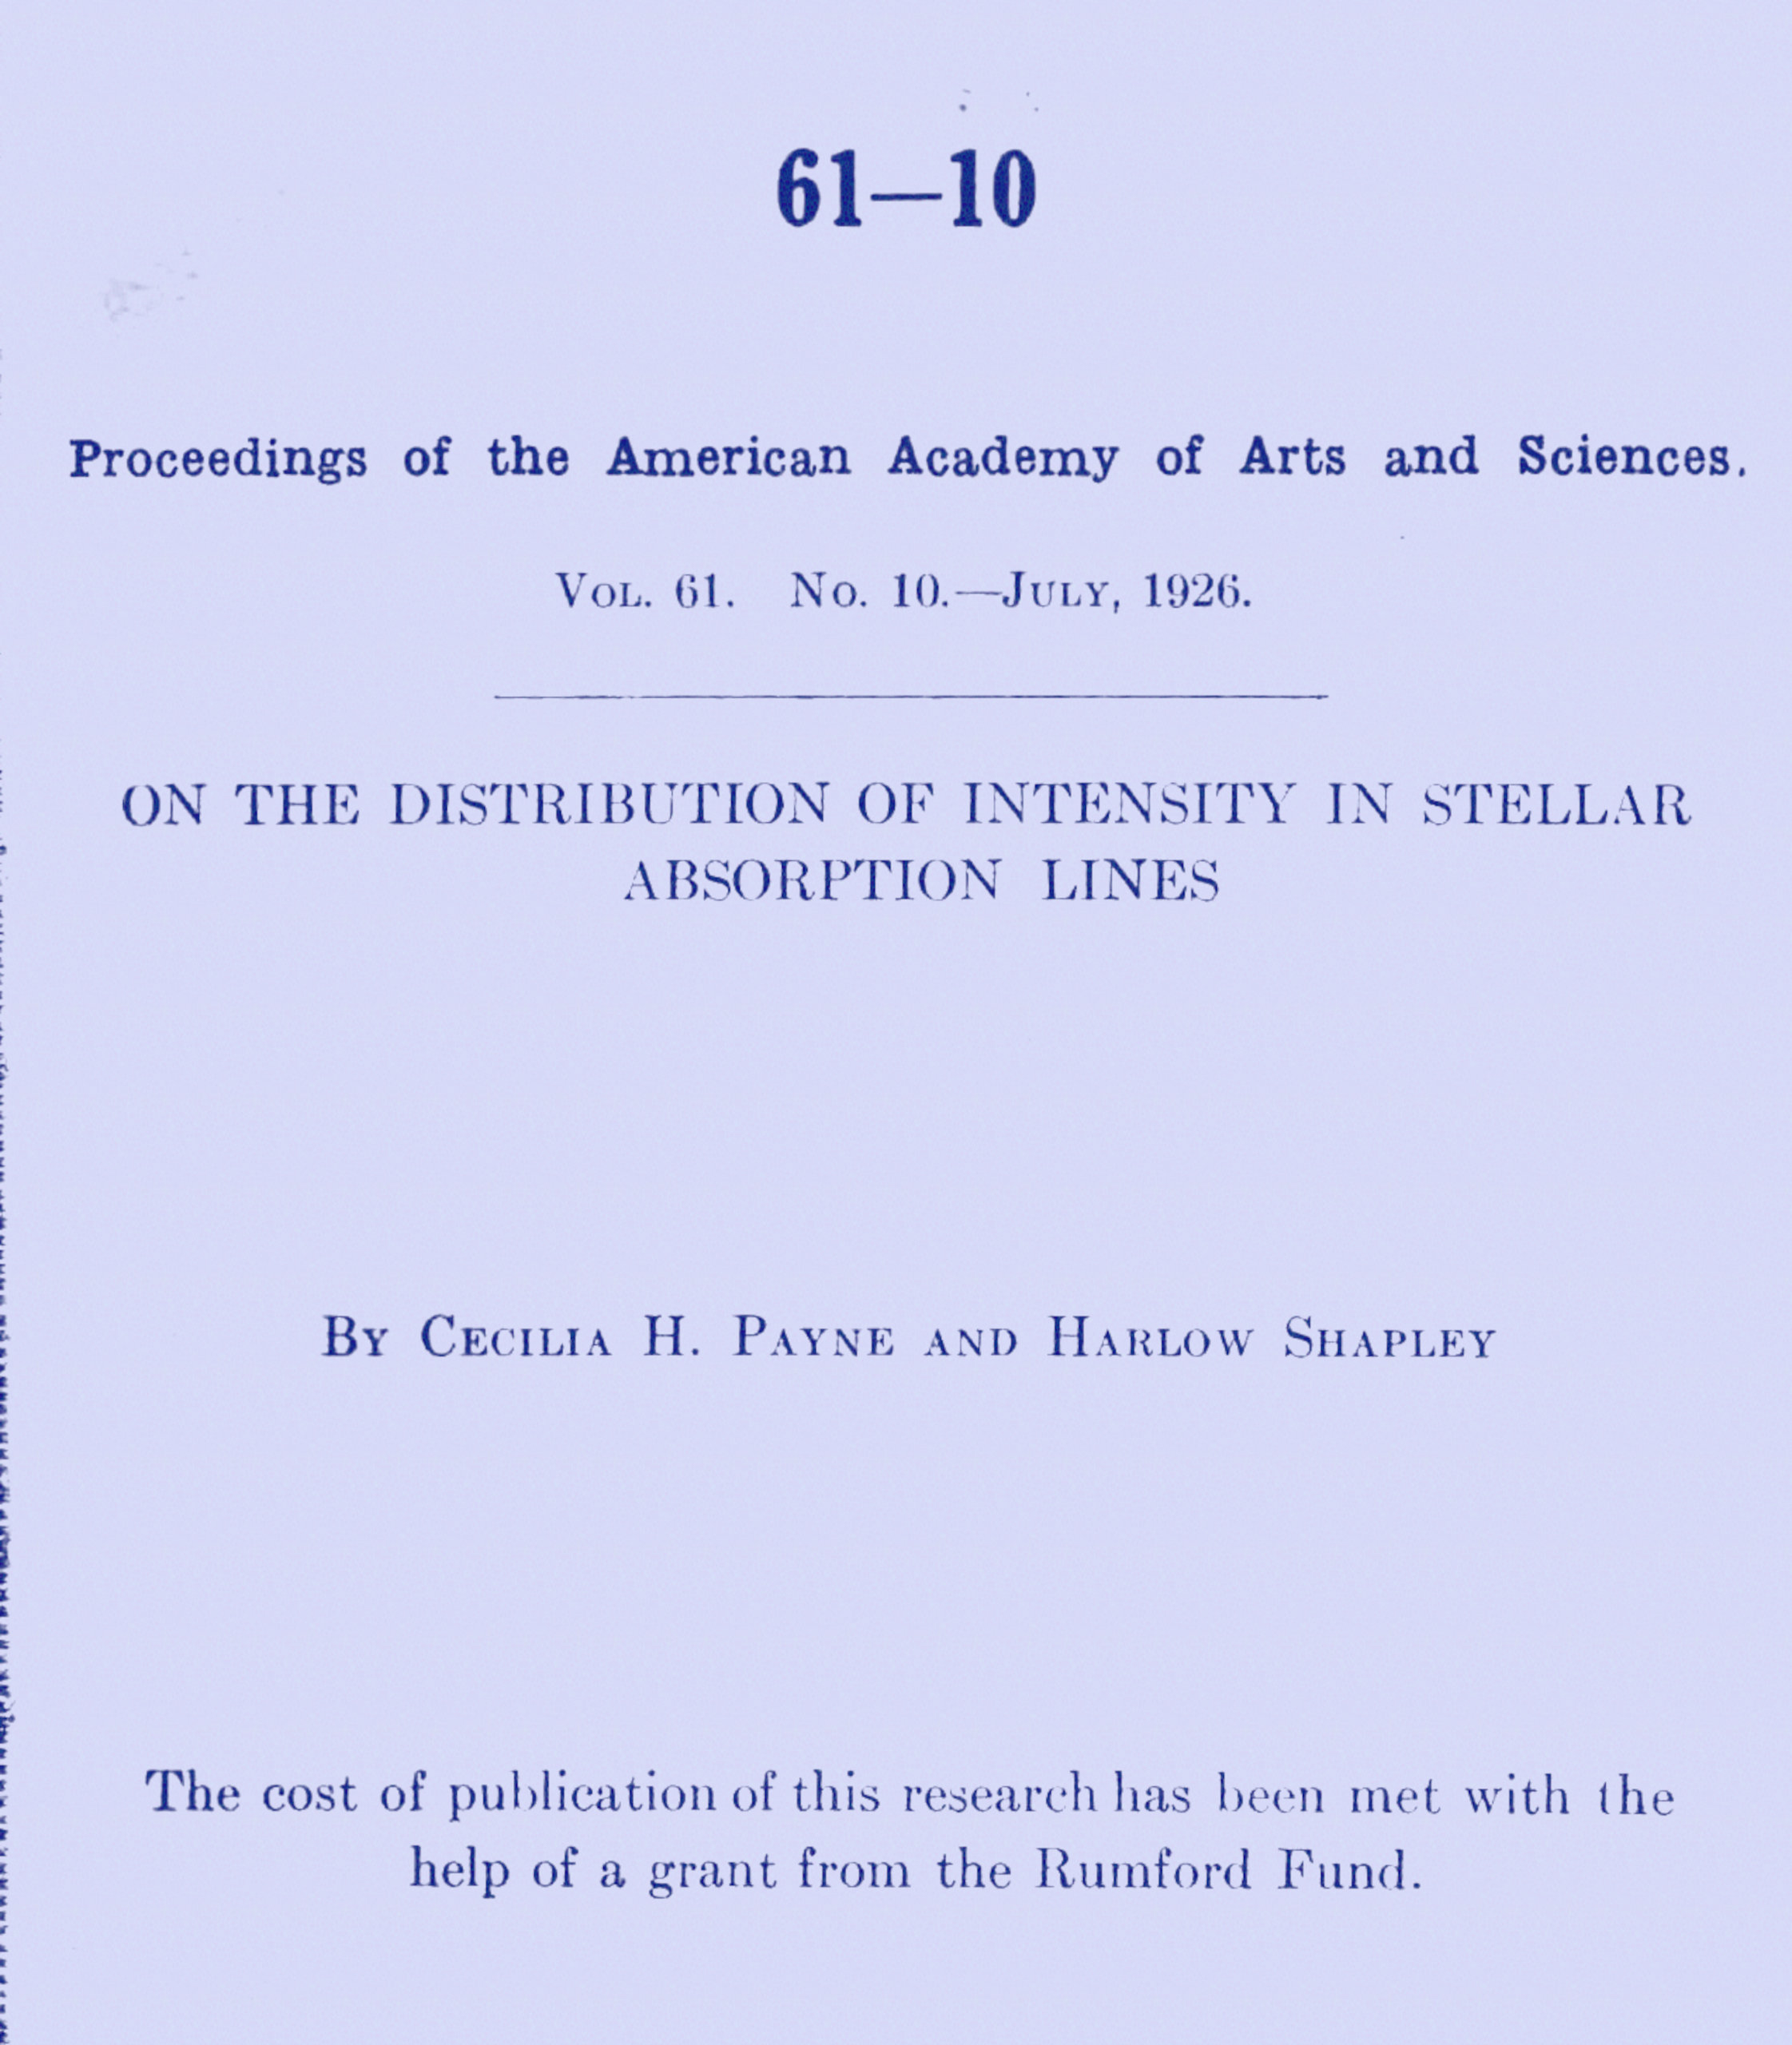 61—10
Proceedings of the American Academy of Arts and Sciences.
Vol. 61. No. 10.—July, 1926.
ON THE DISTRIBUTION OF INTENSITY IN STELLAR
ABSORPTION LINES
By Cecilia H. Payne and Harlow Shapley
The cost of publication of this research has been met with the
help of a grant from the Rumford Fund.